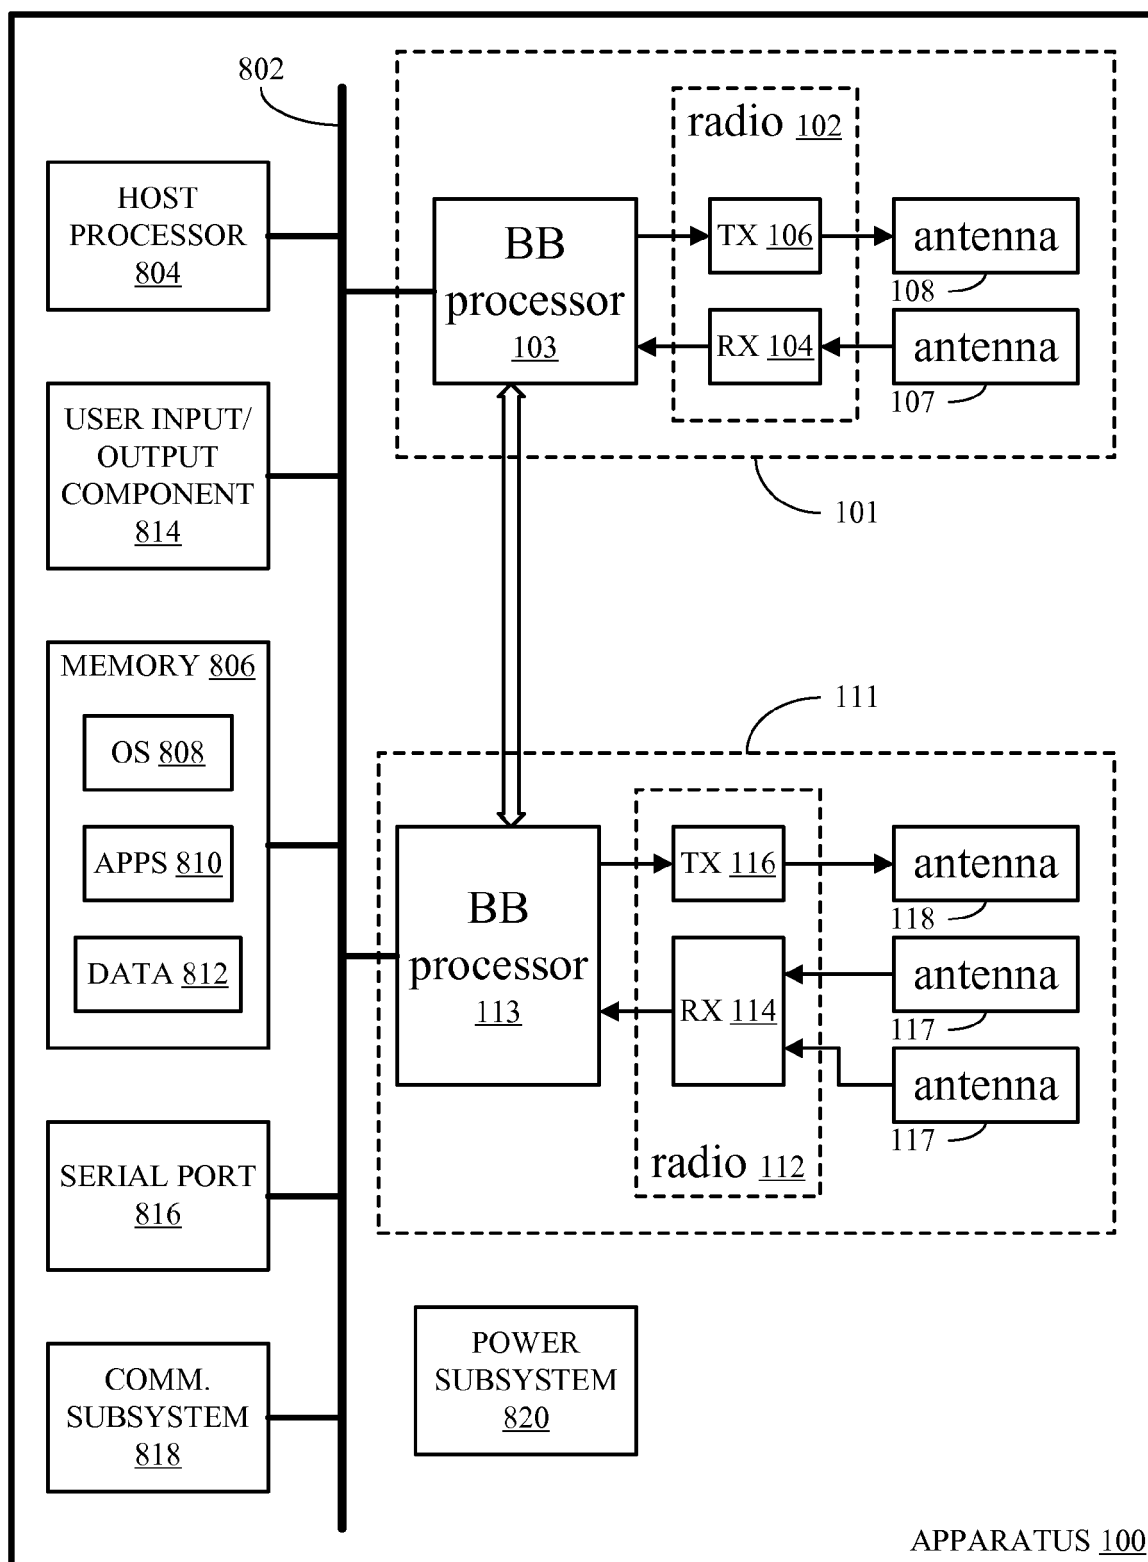 802
HOST
PROCESSOR
804
USER INPUT/
OUTPUT
COMPONENT
814
MEMORY 806
OS 808
APPS 810
DATA 812
SERIAL PORT
816
COMM.
SUBSYSTEM
818
radio 102
BB
processor
103
TX 106
RX 104
antenna
108
antenna
107
101
111
BB
processor
113
TX 116
RX 114
radio 112
antenna
118
antenna
117
antenna
117
POWER
SUBSYSTEM
820
APPARATUS 100